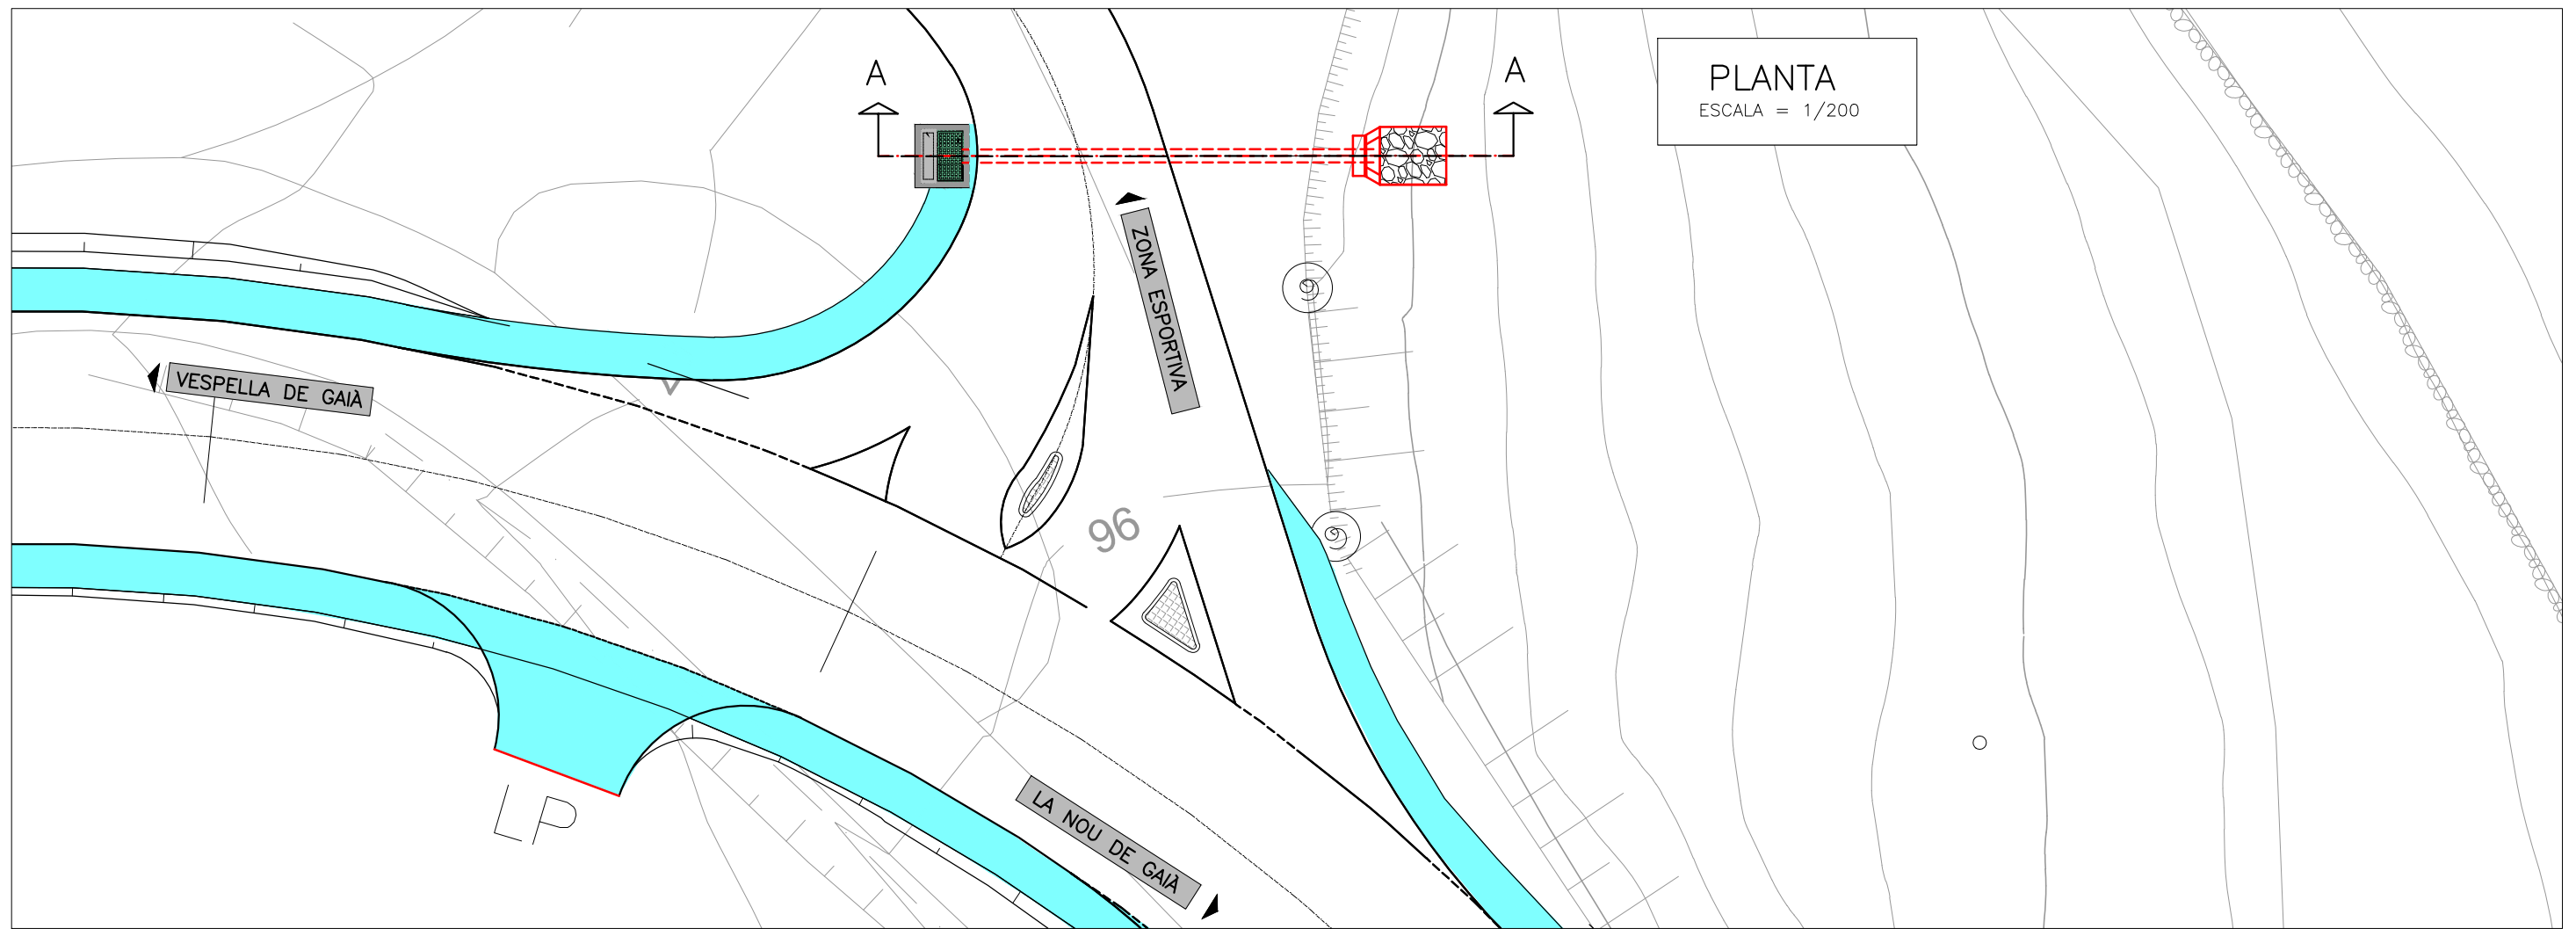 A
A
PLANTA
ESCALA = 1/200
ZONA ESPORTIVA
VESPELLA DE GAIÀ
96
LA NOU DE GAIÀ
LP